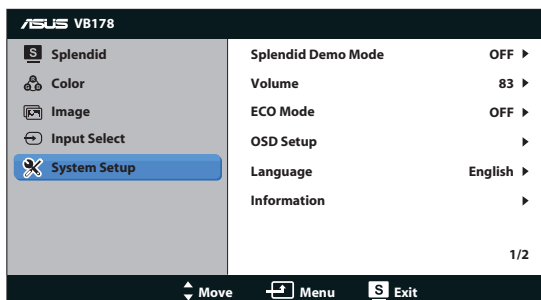 ASUS VB178
S Splendid
Color
Image
Input Select
System Setup
Splendid Demo Mode OFF
Volume 83
ECO Mode OFF
OSD Setup
Language English
Information
1/2
Move Menu S Exit